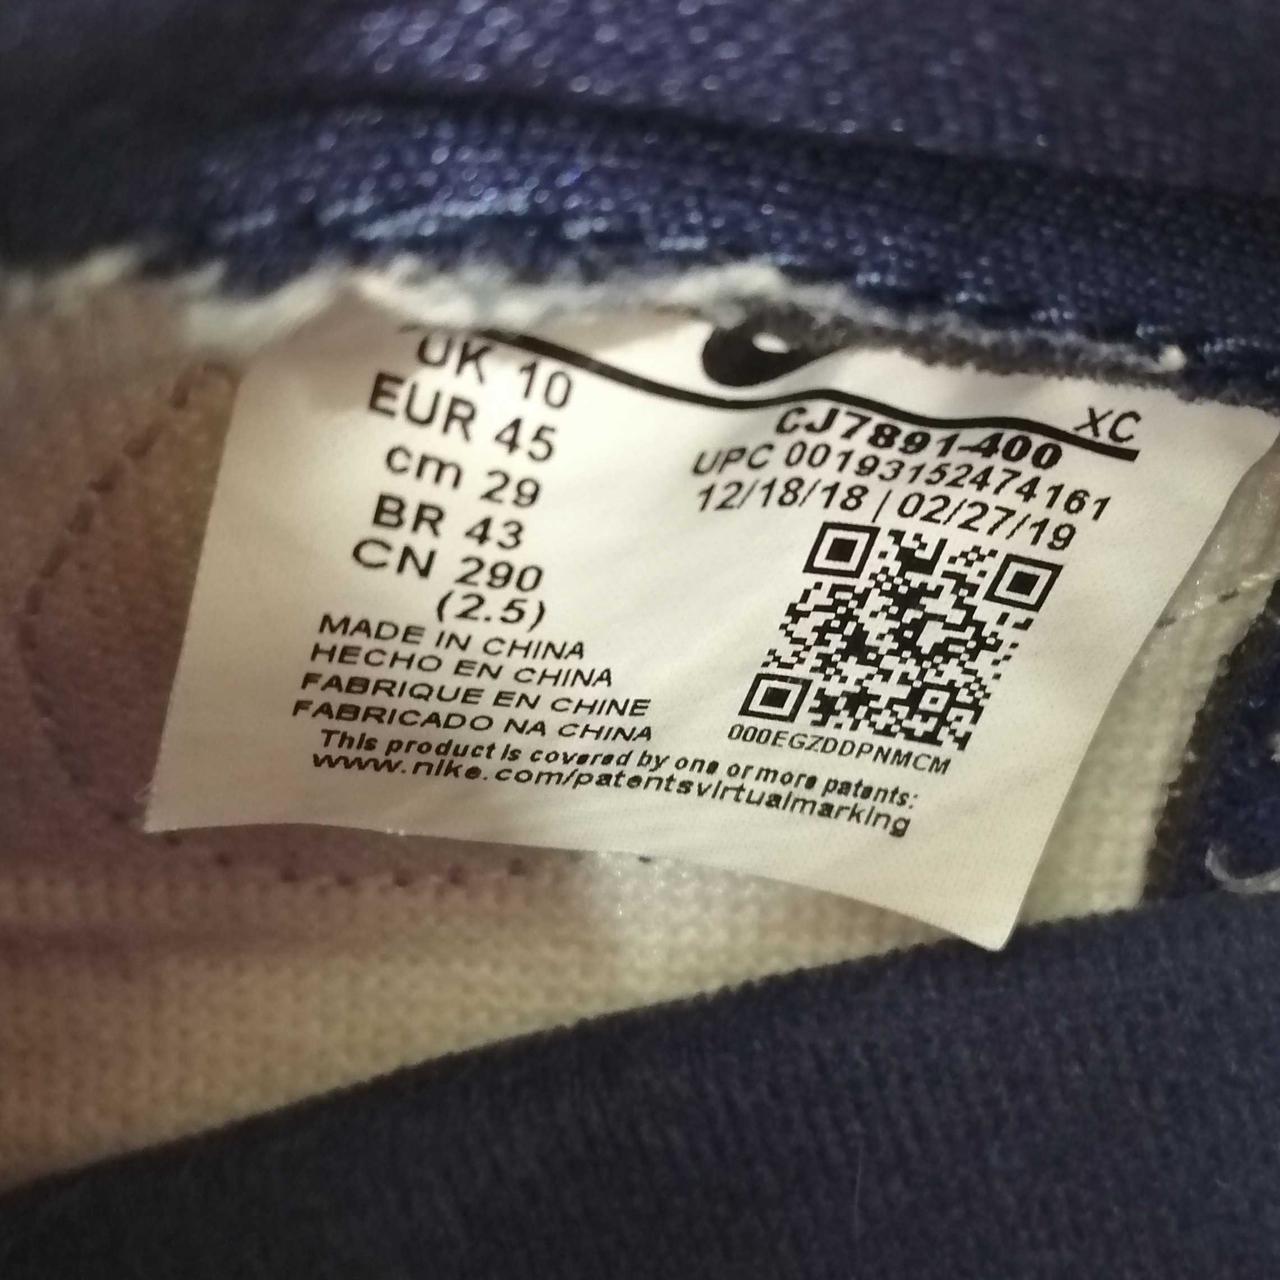 UK 10
EUR 45
cm 29
BR 43
CN 290
(2.5)
MADE IN CHINA
HECHO EN CHINA
FABRIQUE EN CHINE
FABRICADO NA CHINA
XC
CJ7891-400
UPC 00193152474161
12/18/18 | 02/27/19
000EGZDDPNMCM
This product is covered by one or more patents:
www.nike.com/patentsvirtualmarking